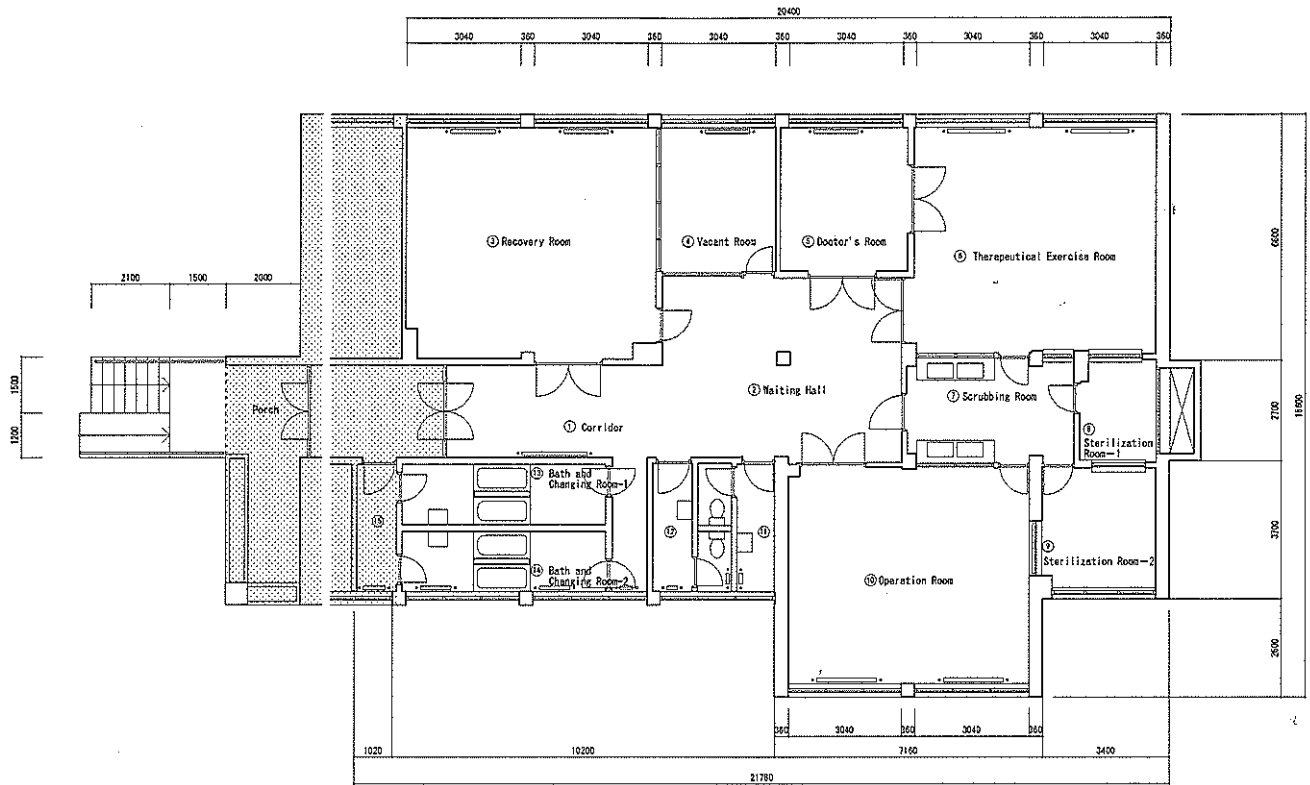 20400
3040 360 3040 360 3040 360 3040 360 3040 360 3040 360
③ Recovery Room
④ Vacant Room
⑤ Doctor's Room
⑥ Therapeutical Exercise Room
6600
2100 1500 2000
1500
1200
Porch
① Corridor
② Waiting Hall
⑦ Scrubbing Room
⑧
Sterilization
Room-1
2700
⑬ Bath and
Changing Room-1
⑭ Bath and
Changing Room-2
⑮
⑫
⑪
⑩ Operation Room
⑨
Sterilization Room-2
3700
2600
360 3040 360 3040 360
1020 10200 7160 3400
21780